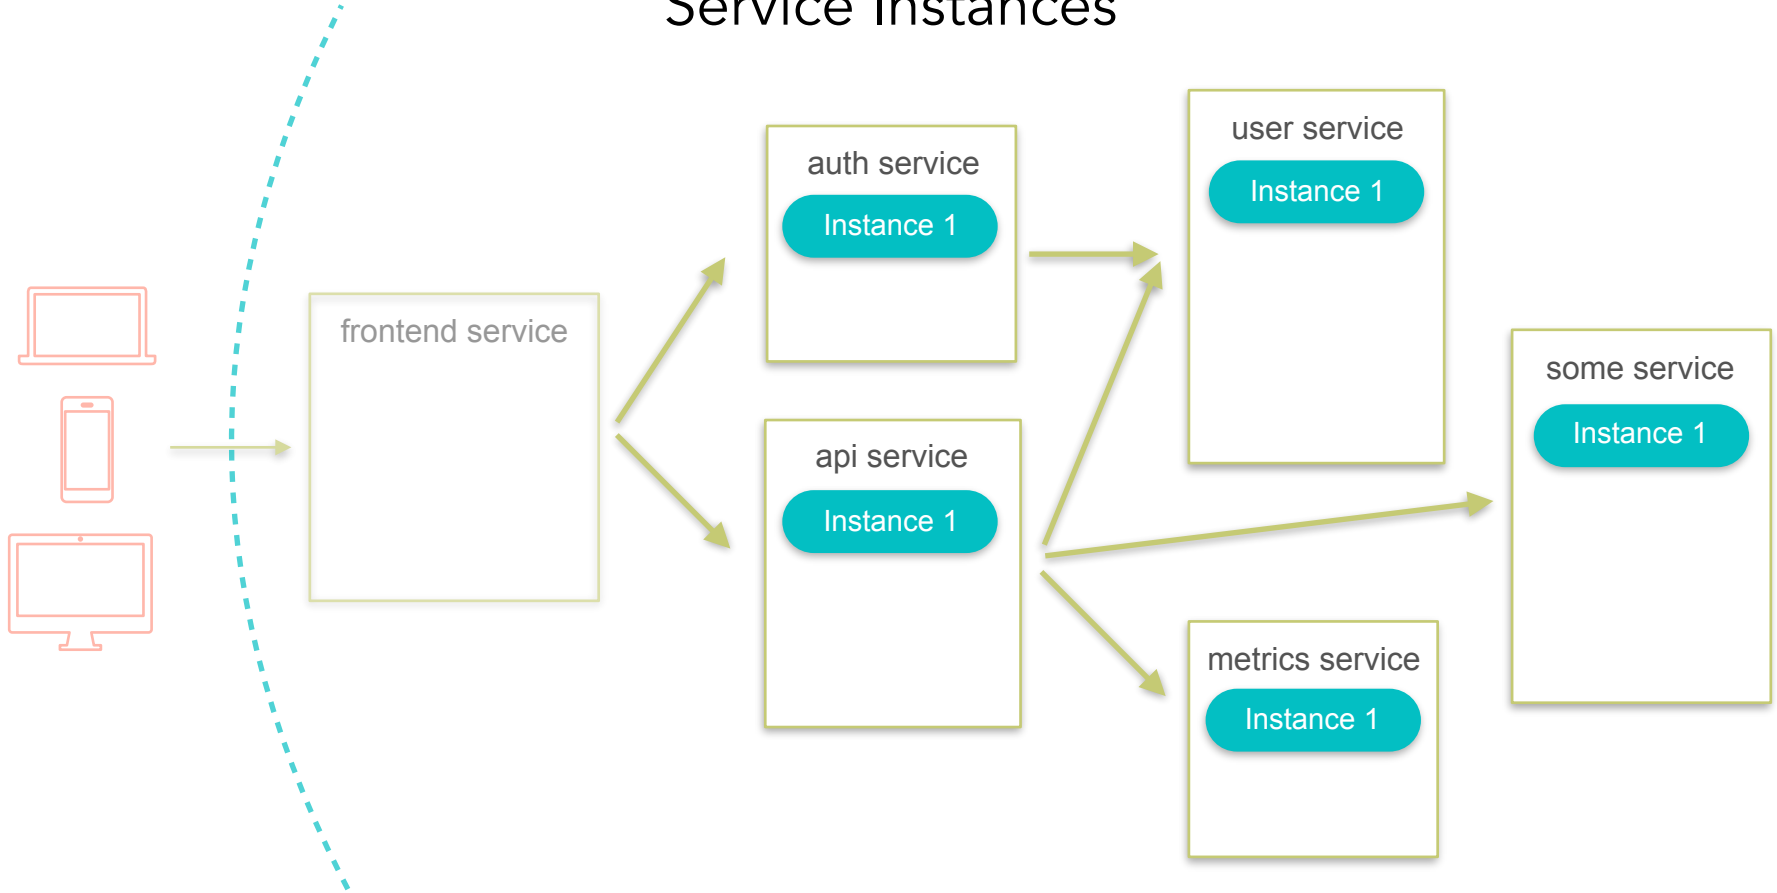 Service Instances
user service
Instance 1
auth service
Instance 1
frontend service
some service
Instance 1
api service
Instance 1
metrics service
Instance 1